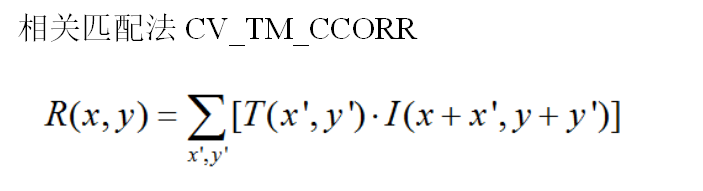 相关匹配法 CV_TM_CCORR
R(x,y)=∑[T(x',y')·I(x+x',y+y')]
x',y'